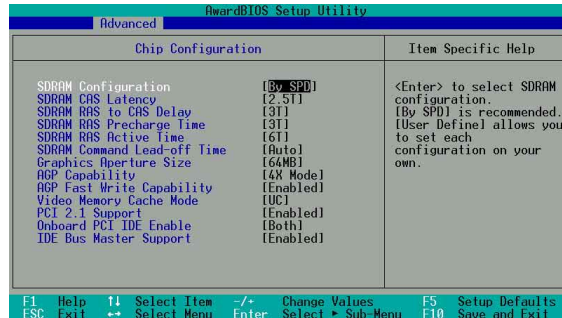 AwardBIOS Setup Utility
Advanced
Chip Configuration
Item Specific Help
SDRAM Configuration [By SPD]
SDRAM CAS Latency [2.5T]
SDRAM RAS to CAS Delay [3T]
SDRAM RAS Precharge Time [3T]
SDRAM RAS Active Time [6T]
SDRAM Command Lead-off Time [Auto]
Graphics Aperture Size [64MB]
AGP Capability [4X Mode]
AGP Fast Write Capability [Enabled]
Video Memory Cache Mode [UC]
PCI 2.1 Support [Enabled]
Onboard PCI IDE Enable [Both]
IDE Bus Master Support [Enabled]
<Enter> to select SDRAM
configuration.
[By SPD] is recommended.
[User Define] allows you
to set each
configuration on your
own.
F1 Help ↑↓ Select Item -/+ Change Values F5 Setup Defaults
ESC Exit ↔ Select Menu Enter Select ► Sub-Menu F10 Save and Exit